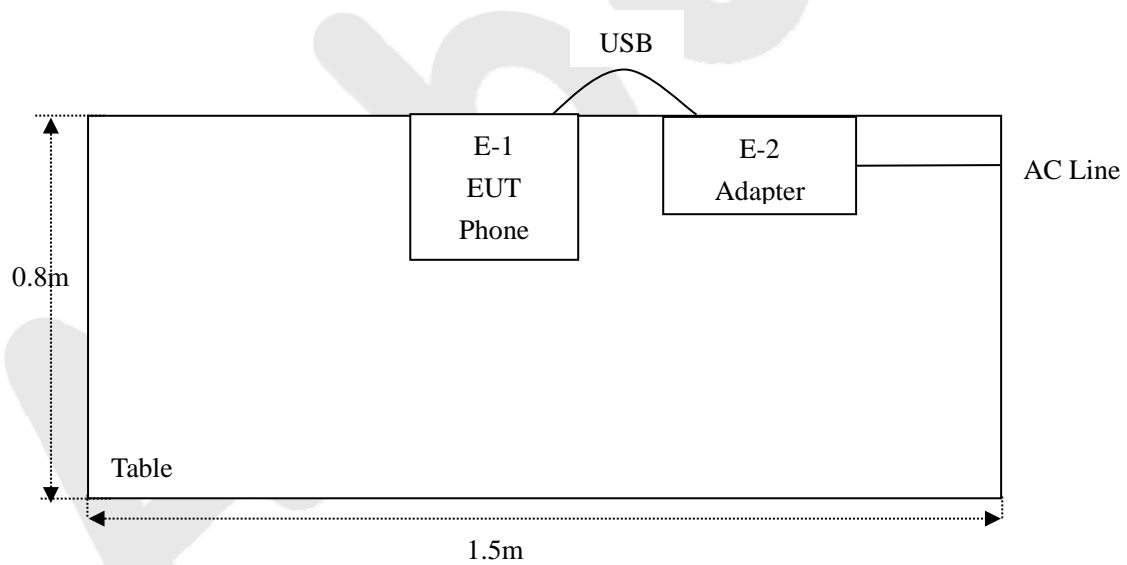 USB
E-1
EUT
Phone
E-2
Adapter
AC Line
0.8m
Table
1.5m